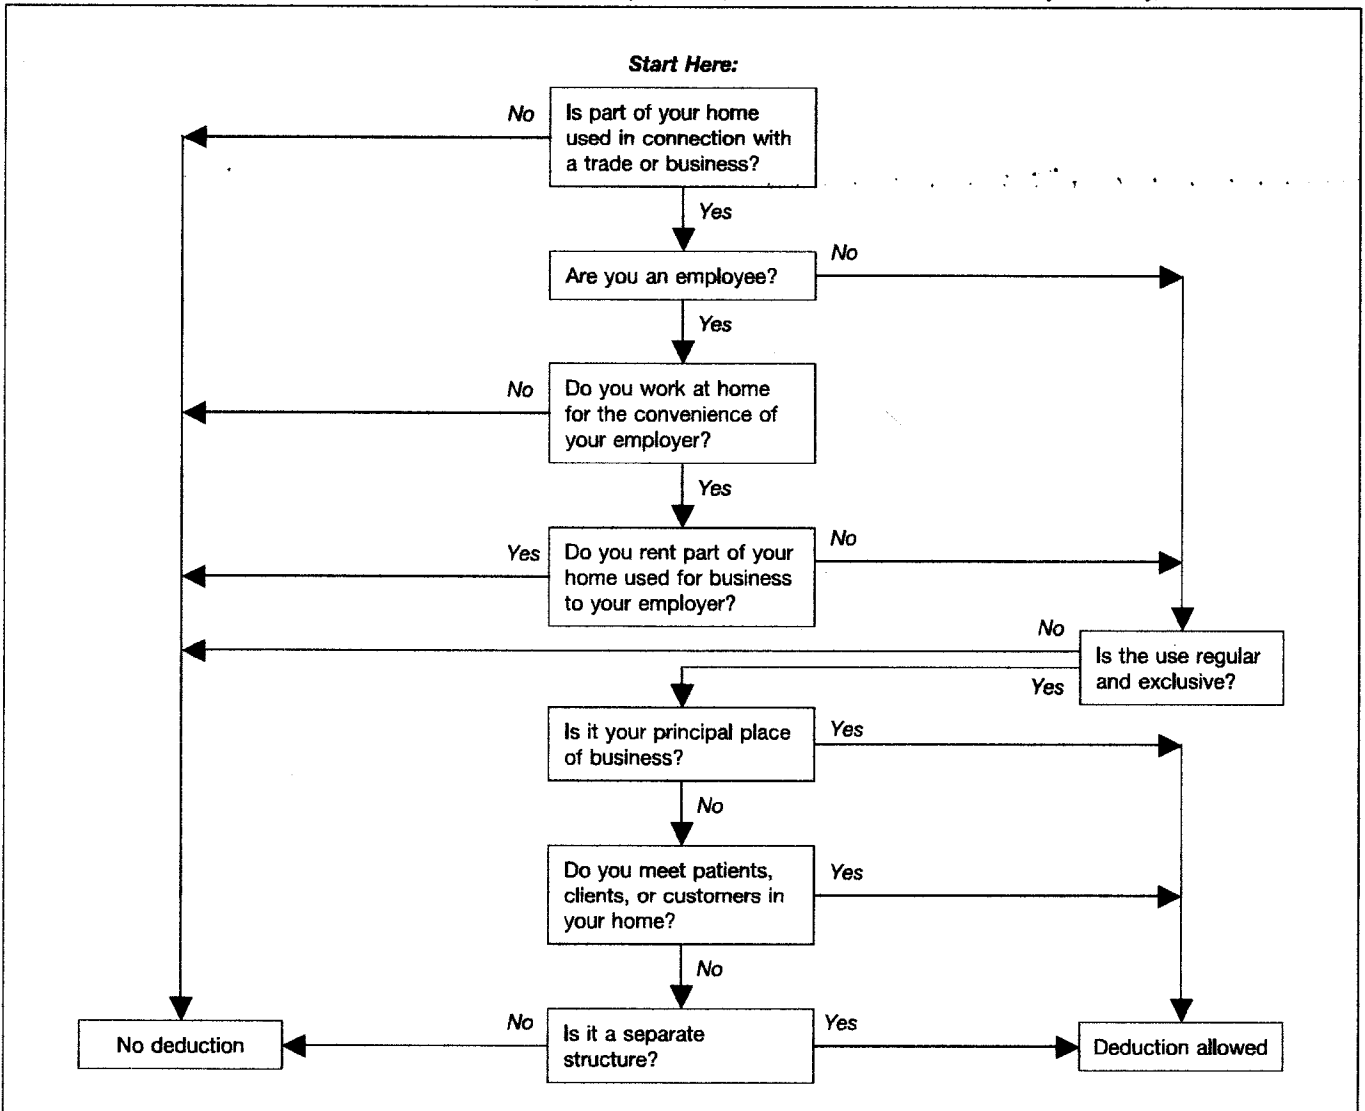 Start Here:
No
Is part of your home
used in connection with
a trade or business?
Yes
Are you an employee?
No
Yes
No
Do you work at home
for the convenience of
your employer?
Yes
Yes
Do you rent part of your
home used for business
to your employer?
No
No
Is the use regular
and exclusive?
Yes
Is it your principal place
of business?
Yes
No
Do you meet patients,
clients, or customers in
your home?
Yes
No
No
Is it a separate
structure?
Yes
No deduction
Deduction allowed